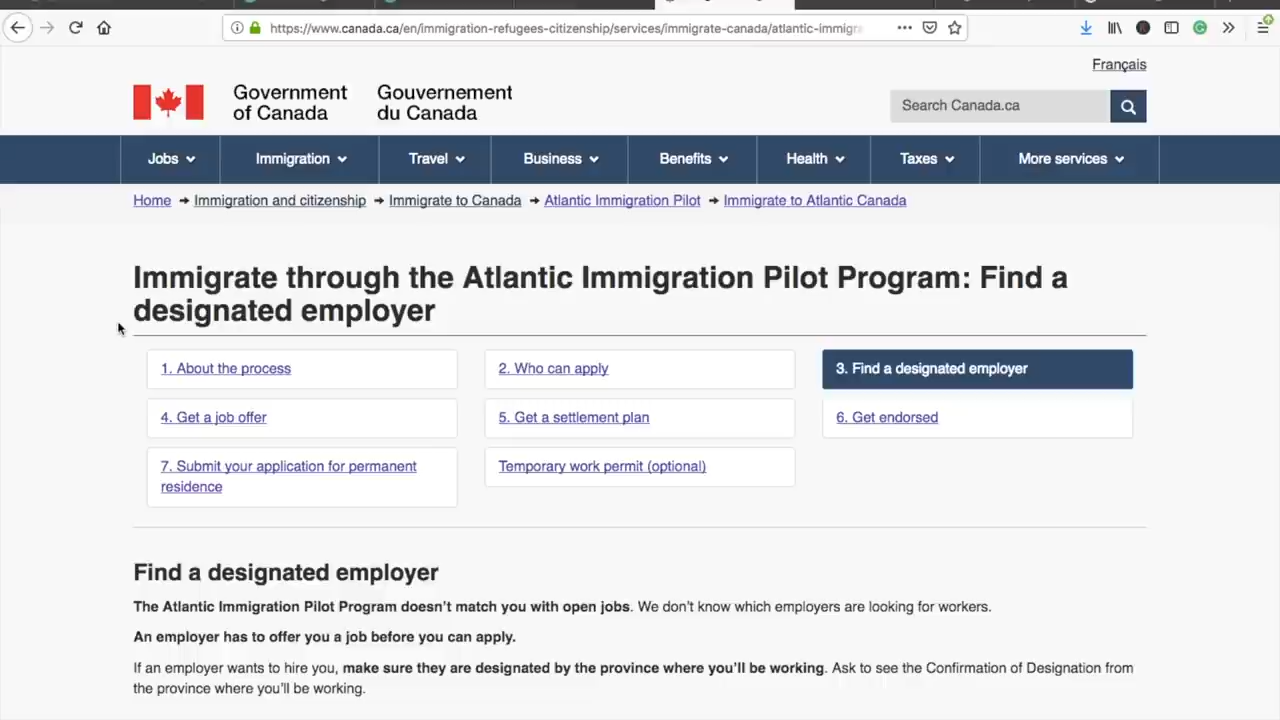 https://www.canada.ca/en/immigration-refugees-citizenship/services/immigrate-canada/atlantic-immigra
Français
Government of Canada
Gouvernement du Canada
Search Canada.ca
Jobs Immigration Travel Business Benefits Health Taxes More services
Home → Immigration and citizenship → Immigrate to Canada → Atlantic Immigration Pilot → Immigrate to Atlantic Canada
Immigrate through the Atlantic Immigration Pilot Program: Find a
designated employer
1. About the process
2. Who can apply
3. Find a designated employer
4. Get a job offer
5. Get a settlement plan
6. Get endorsed
7. Submit your application for permanent
residence
Temporary work permit (optional)
Find a designated employer
The Atlantic Immigration Pilot Program doesn't match you with open jobs. We don't know which employers are looking for workers.
An employer has to offer you a job before you can apply.
If an employer wants to hire you, make sure they are designated by the province where you'll be working. Ask to see the Confirmation of Designation from
the province where you'll be working.